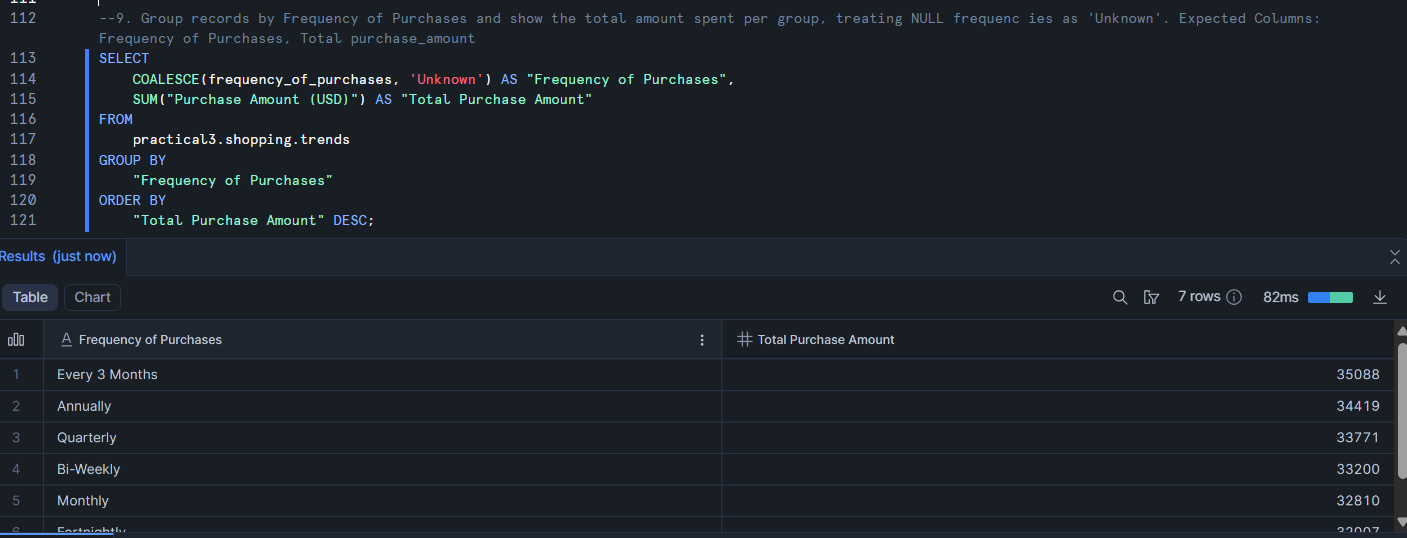 111
112 --9. Group records by Frequency of Purchases and show the total amount spent per group, treating NULL frequenc ies as 'Unknown'. Expected Columns:
Frequency of Purchases, Total purchase_amount
113 SELECT
114 COALESCE(frequency_of_purchases, 'Unknown') AS "Frequency of Purchases",
115 SUM("Purchase Amount (USD)") AS "Total Purchase Amount"
116 FROM
117 practical3.shopping.trends
118 GROUP BY
119 "Frequency of Purchases"
120 ORDER BY
121 "Total Purchase Amount" DESC;
Results (just now)
Table Chart 7 rows 82ms
A Frequency of Purchases Total Purchase Amount
1 Every 3 Months 35088
2 Annually 34419
3 Quarterly 33771
4 Bi-Weekly 33200
5 Monthly 32810
6 Fortnightly 32007